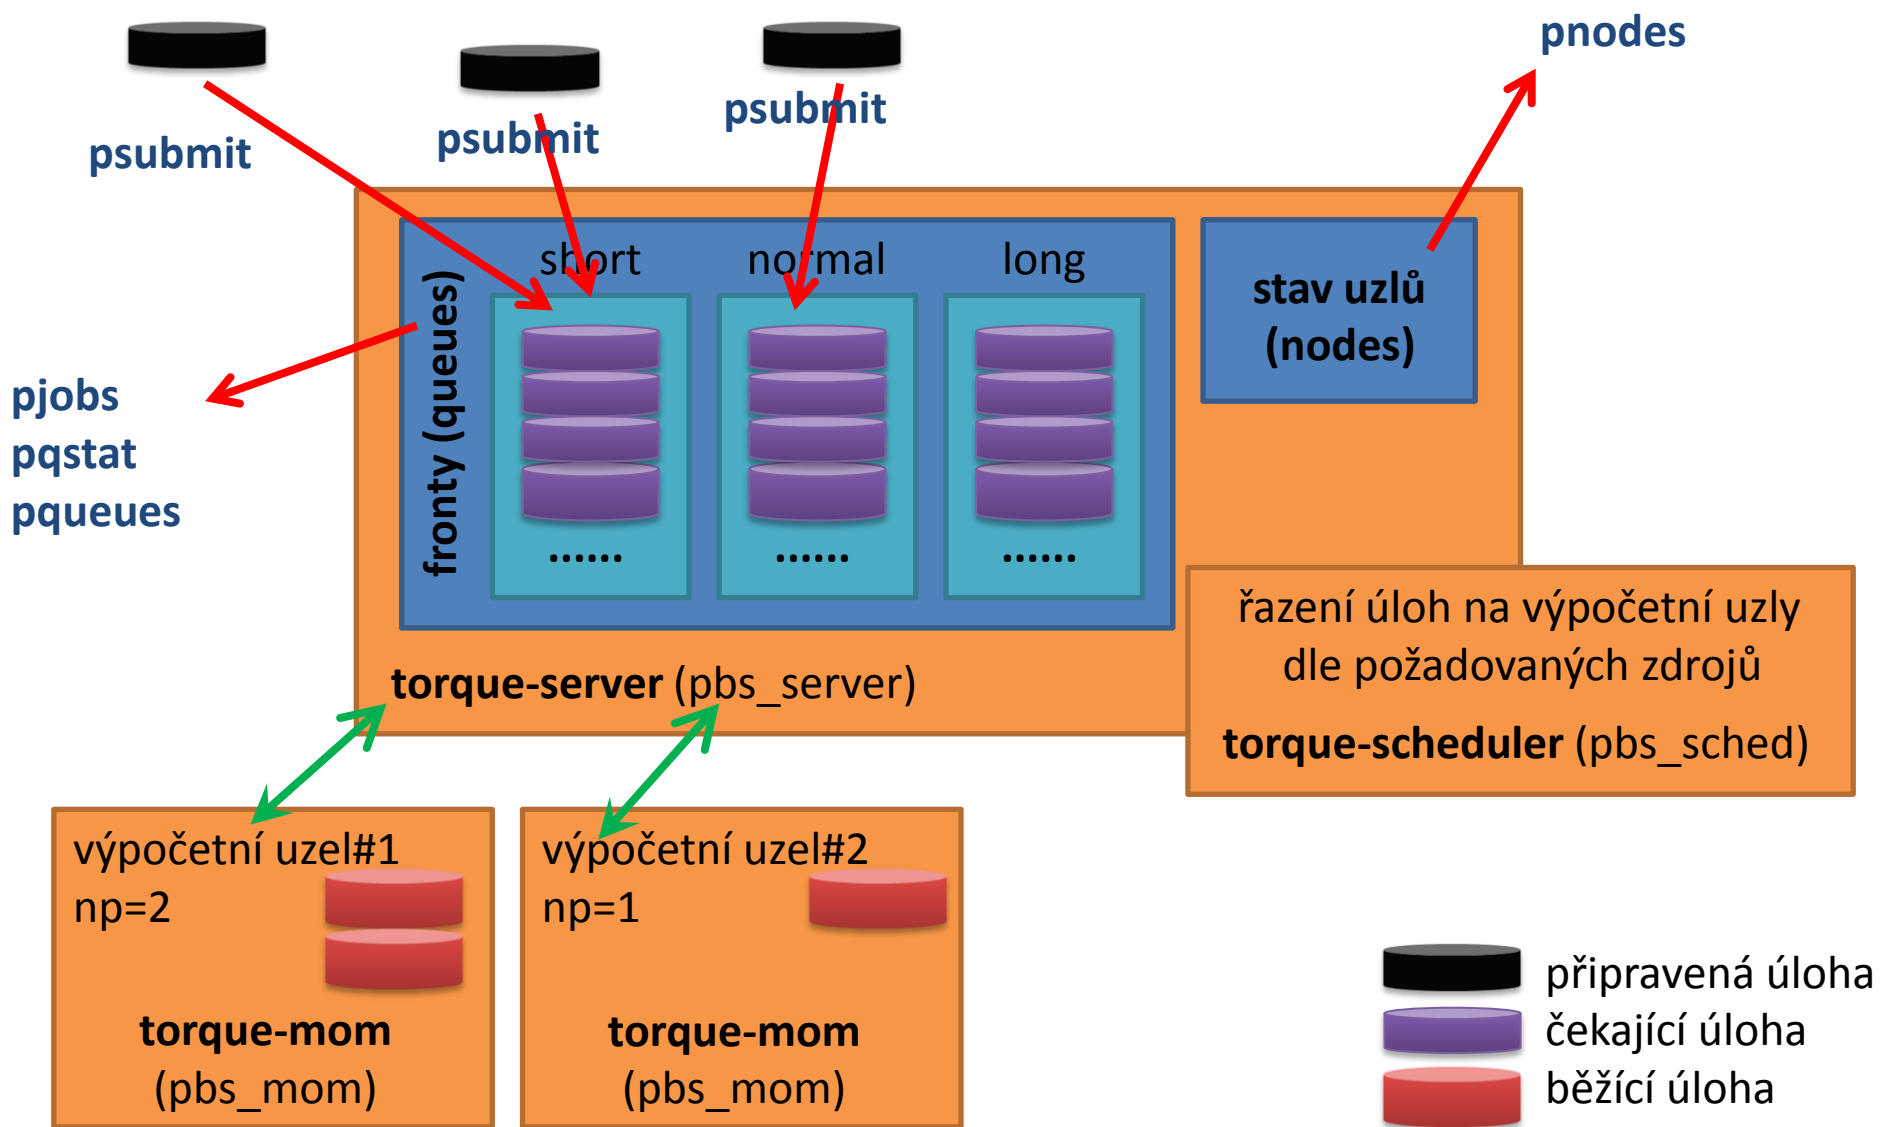 pnodes
psubmit
psubmit
psubmit
short
normal
long
fronty (queues)
......
......
......
stav uzlů
(nodes)
pjobs
pqstat
pqueues
torque-server (pbs_server)
řazení úloh na výpočetní uzly
dle požadovaných zdrojů
torque-scheduler (pbs_sched)
výpočetní uzel#1
np=2
torque-mom
(pbs_mom)
výpočetní uzel#2
np=1
torque-mom
(pbs_mom)
připravená úloha
čekající úloha
běžící úloha